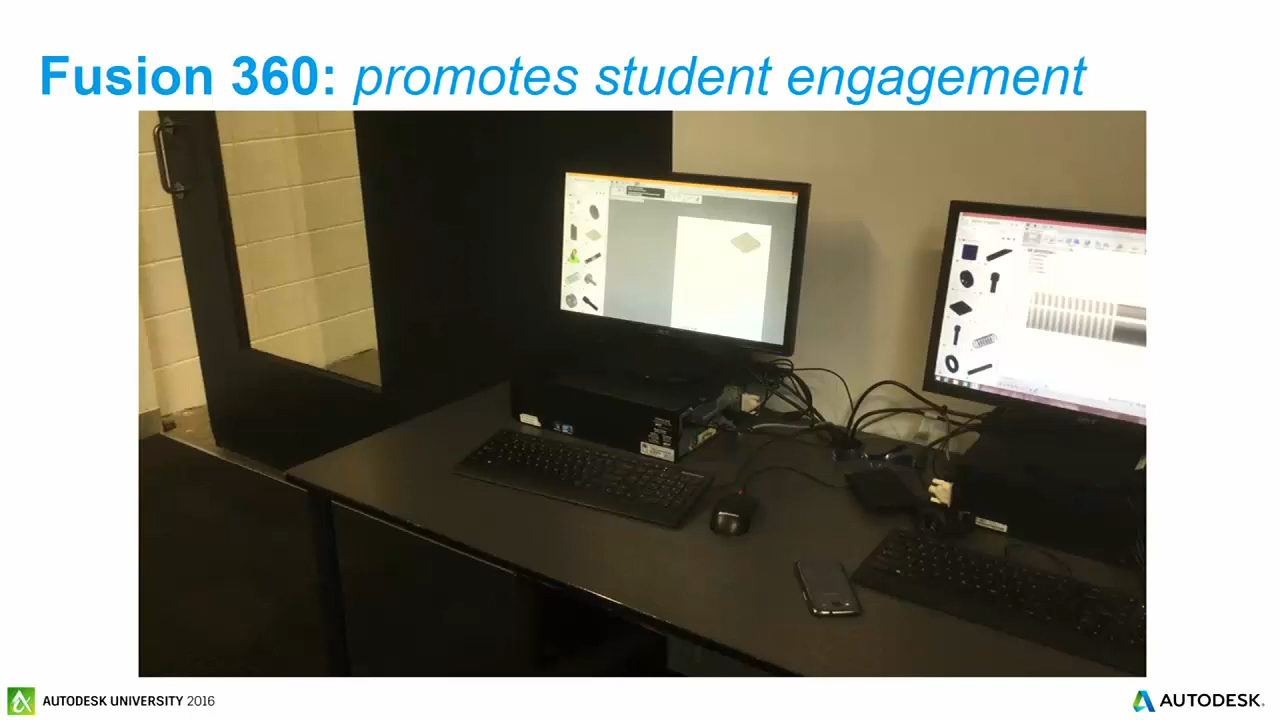 Fusion 360: promotes student engagement
AUTODESK UNIVERSITY 2016
AUTODESK.